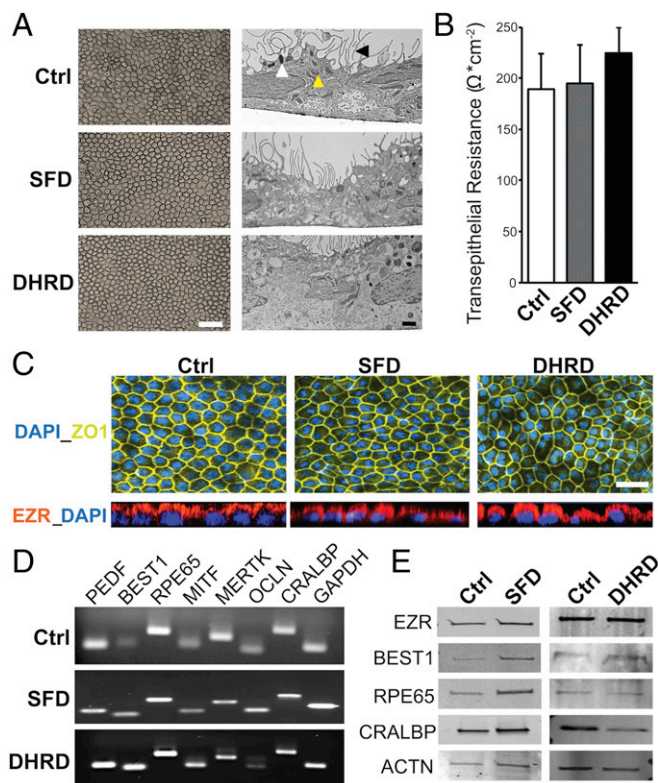 A
Ctrl
SFD
DHRD
B
Transepithelial Resistance (Ω*cm-2)
250
200
150
100
50
0
Ctrl
SFD
DHRD
C
Ctrl SFD DHRD
DAPI_ZO1
EZR_DAPI
D
PEDF BEST1 RPE65 MITF MERTK OCLN CRALBP GAPDH
Ctrl
SFD
DHRD
E
Ctrl SFD Ctrl DHRD
EZR
BEST1
RPE65
CRALBP
ACTN